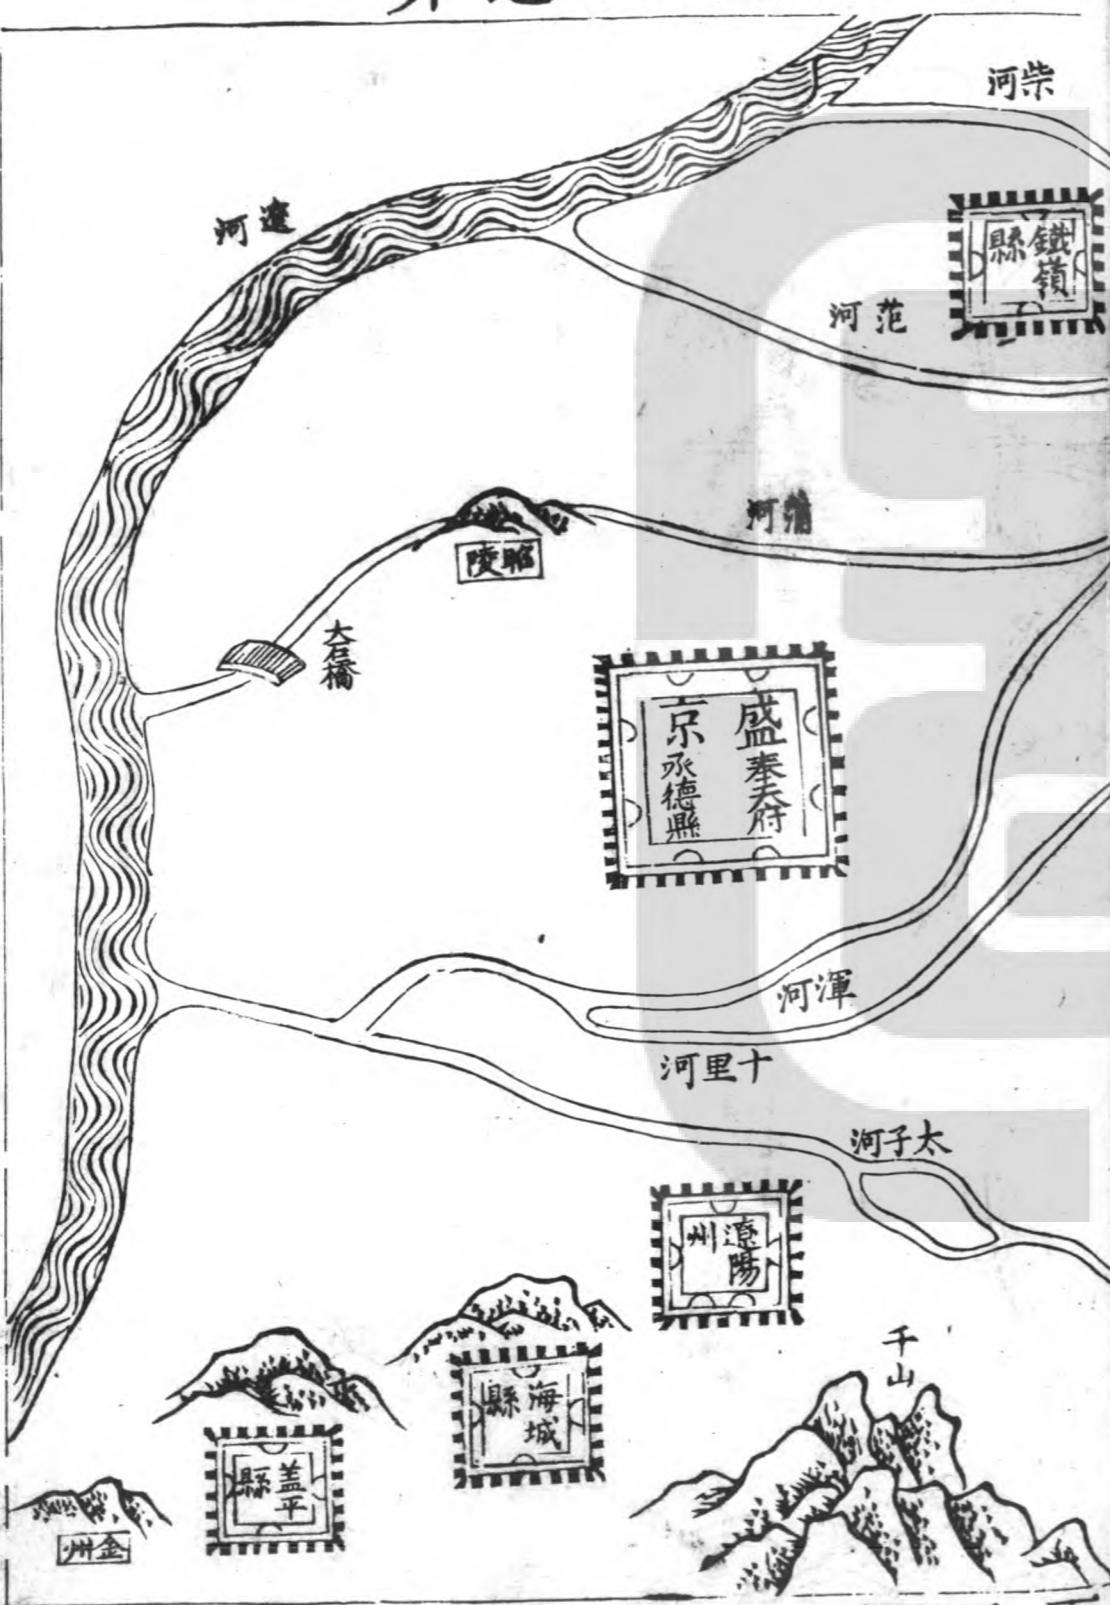 柴河
遼河
鐵嶺
縣
范河
蒲河
昭陵
大石橋
盛
奉天府
京
承德縣
渾河
十里河
太子河
遼陽
州
千山
海城
縣
盖平
縣
金州